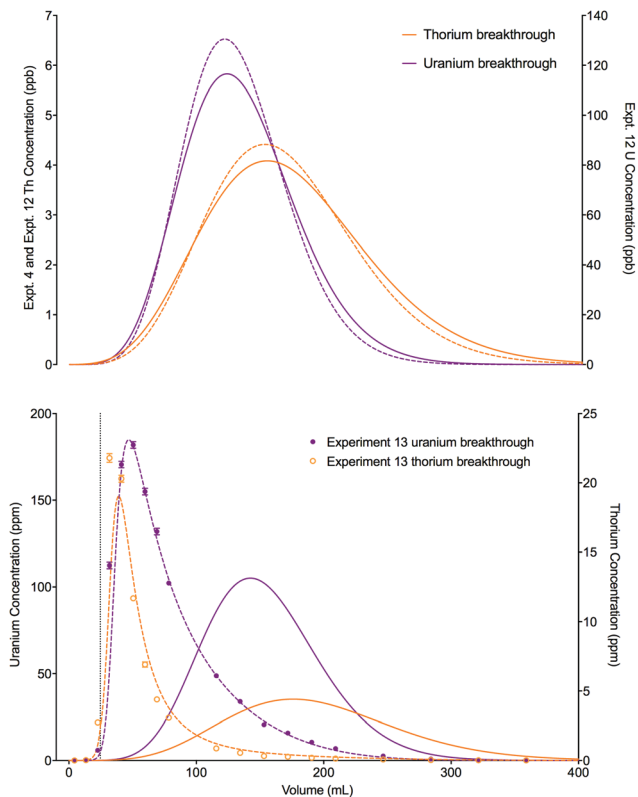 Expt. 4 and Expt. 12 Th Concentration (ppb)
7
6
5
4
3
2
1
0
Thorium breakthrough
Uranium breakthrough
140
120
100
80
60
40
20
0
Expt. 12 U Concentration
(ppb)
Uranium Concentration (ppm)
200
150
100
50
0
Experiment 13 uranium breakthrough
Experiment 13 thorium breakthrough
25
20
15
10
5
0
Thorium Concentration (ppm)
0 100 200 300 400
Volume (mL)